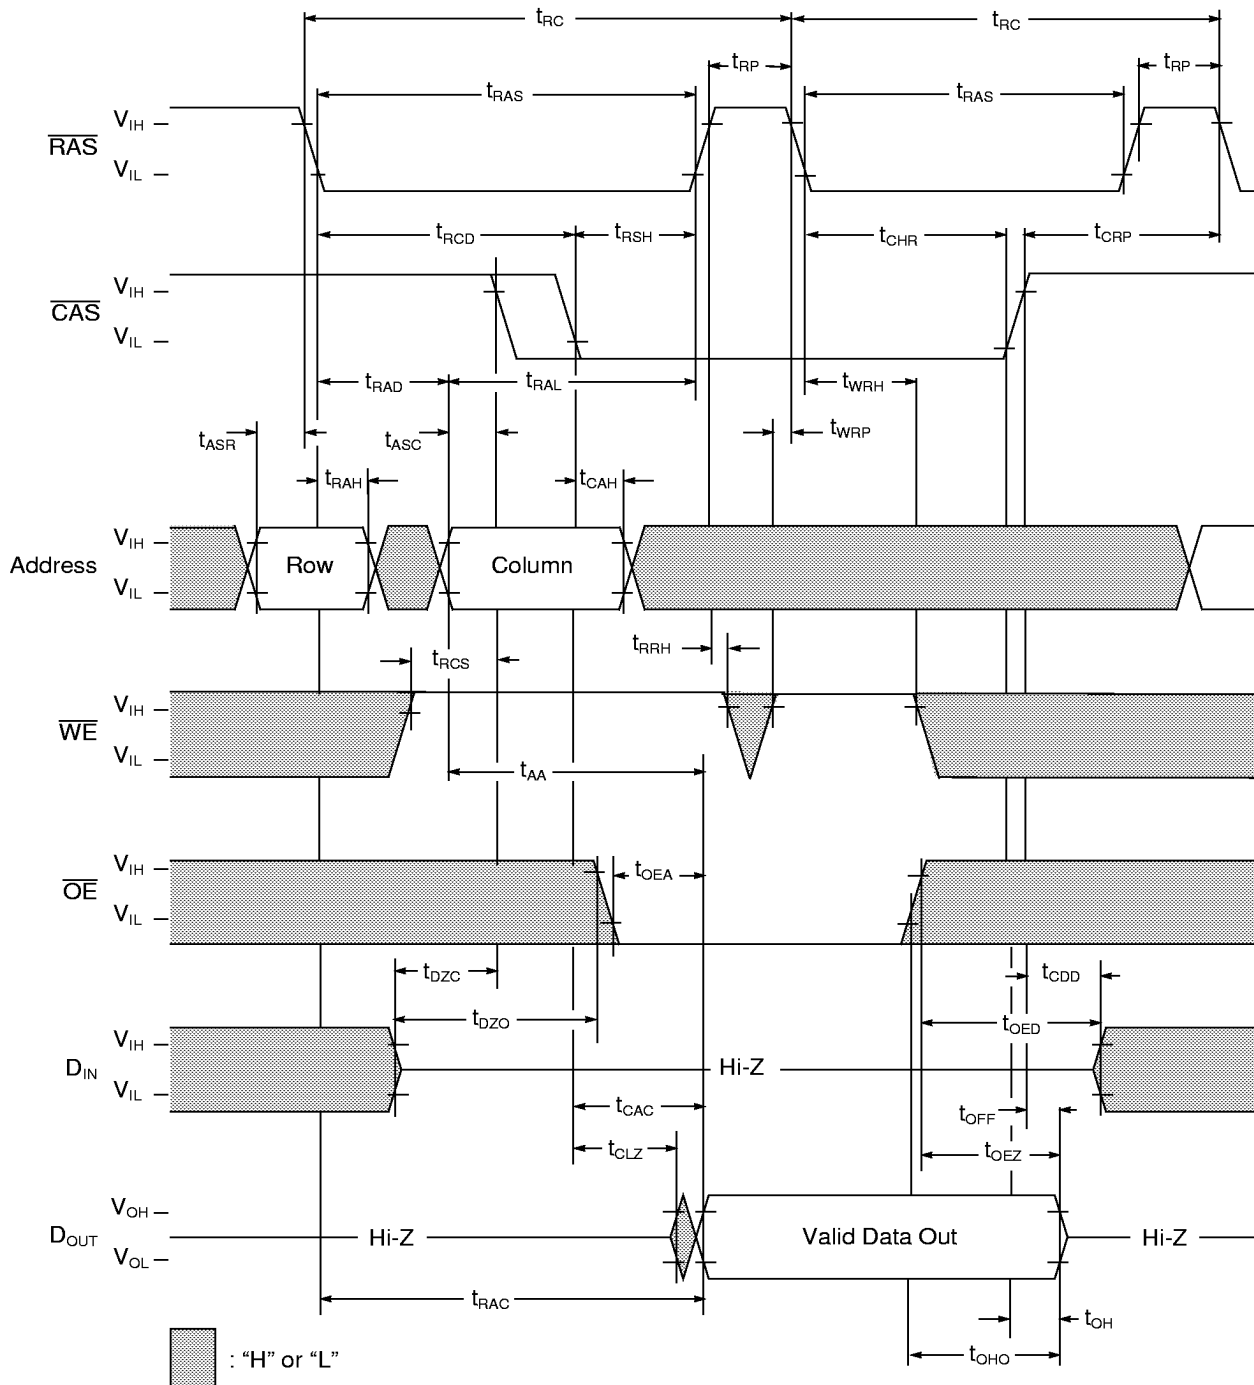 tRC tRC
tRP tRP
tRAS tRAS
VIH
RAS
VIL
tRCD tRSH tCHR tCRP
VIH
CAS
VIL
tRAD tRAL tWRH
tASR tASC tWRP
tRAH tCAH
VIH
Address Row Column
VIL
tRRH
tRCS
VIH
WE
VIL
tAA
VIH
tOEA
OE
VIL
tDZC tCDD
tDZO tOED
VIH
DIN Hi-Z
VIL
tCAC tOFF
tCLZ tOEZ
VOH
DOUT Hi-Z Valid Data Out Hi-Z
VOL
tRAC
tOH
tOHO
: “H” or “L”